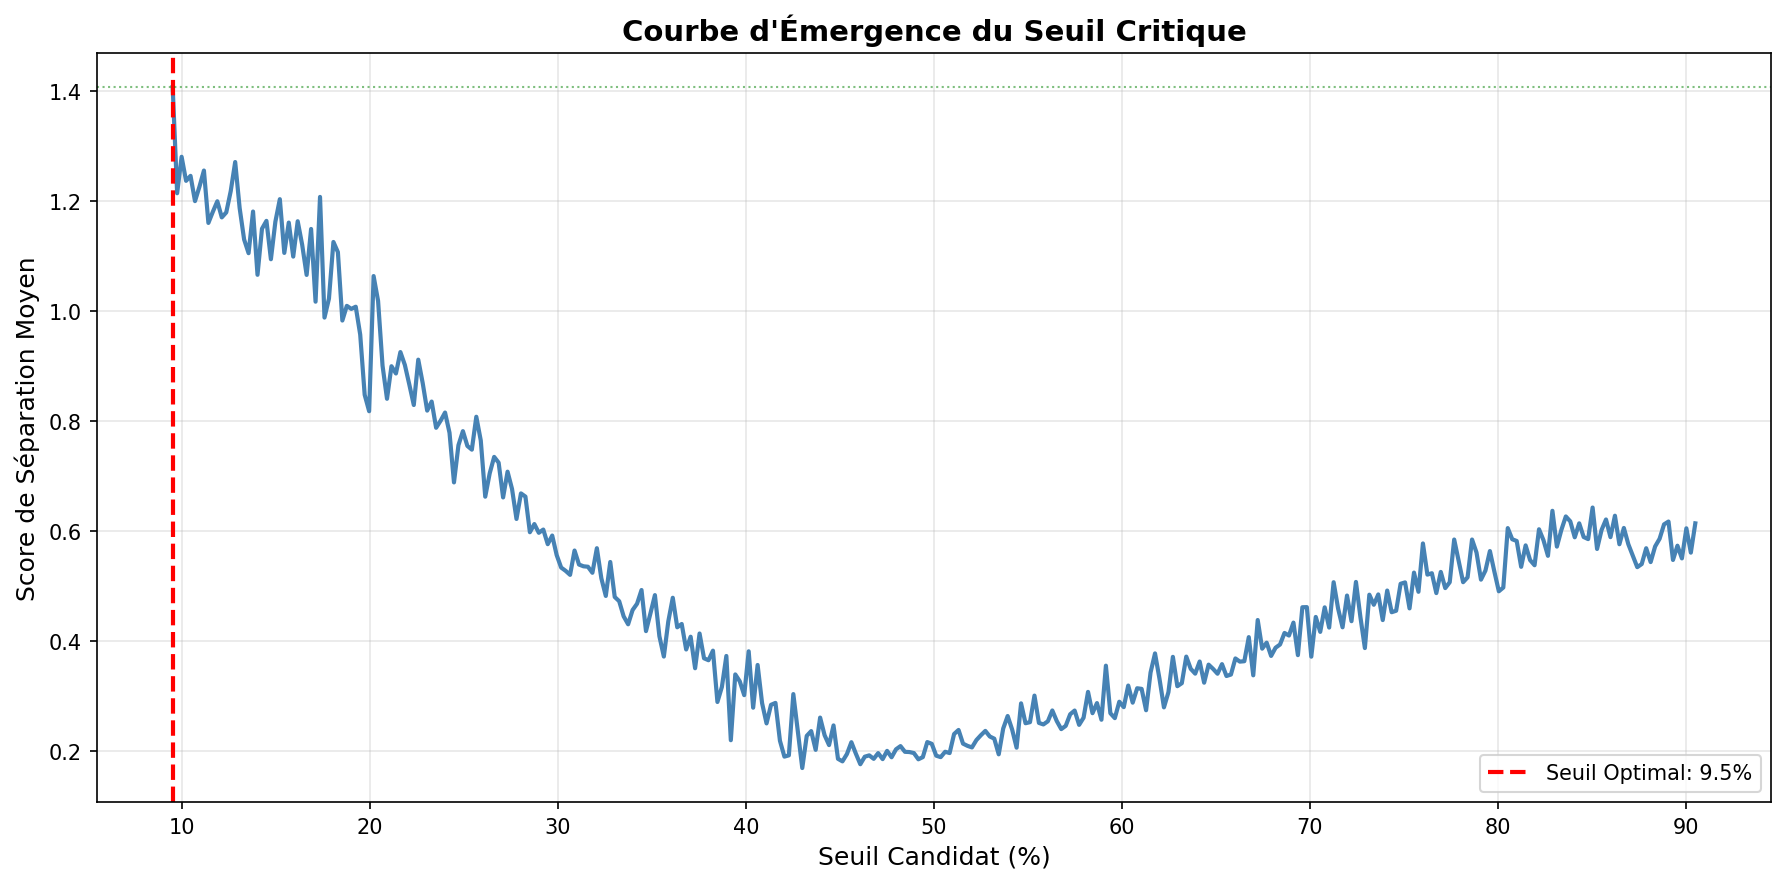 Courbe d'Émergence du Seuil Critique
Score de Séparation Moyen
1.4
1.2
1.0
0.8
0.6
0.4
0.2
Seuil Optimal: 9.5%
10 20 30 40 50 60 70 80 90
Seuil Candidat (%)